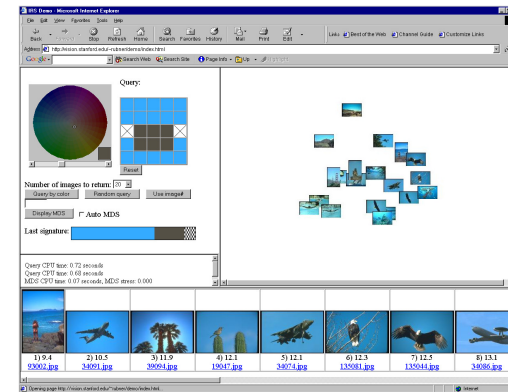 IRS Demo - Microsoft Internet Explorer
File Edit View Favorites Tools Help
Back Forward Stop Refresh Home Search Favorites History Mail Print Edit
Links Best of the Web Channel Guide Customize Links
Address http://vision.stanford.edu/~rubner/demo/index.html
Google Search Web Search Site Page Info Up
Query:
Reset
Number of images to return: 20
Query by color Random query Use image#
Display MDS Auto MDS
Last signature:
Query CPU time: 0.72 seconds
Query CPU time: 0.68 seconds
MDS CPU time: 0.07 seconds, MDS stress: 0.000
1) 9.4 2) 10.5 3) 11.9 4) 12.1 5) 12.1 6) 12.3 7) 12.5 8) 13.1
93002.jpg 34091.jpg 39094.jpg 19047.jpg 34074.jpg 135081.jpg 135044.jpg 34086.jpg
Opening page http://vision.stanford.edu/~rubner/demo/index.html...
Internet